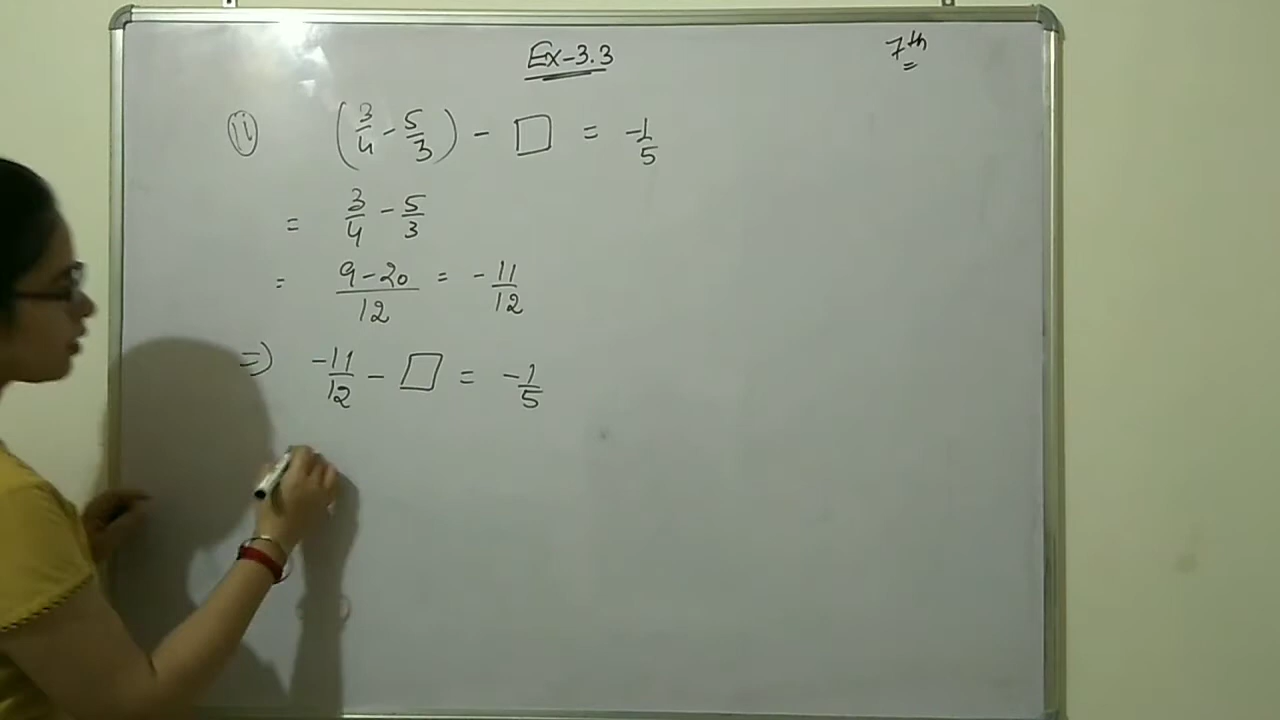 Ex-3.3
7th
(ii) (3/4 - 5/3) - □ = -1/5
= 3/4 - 5/3
= 9-20/12 = -11/12
⇒ -11/12 - □ = -1/5